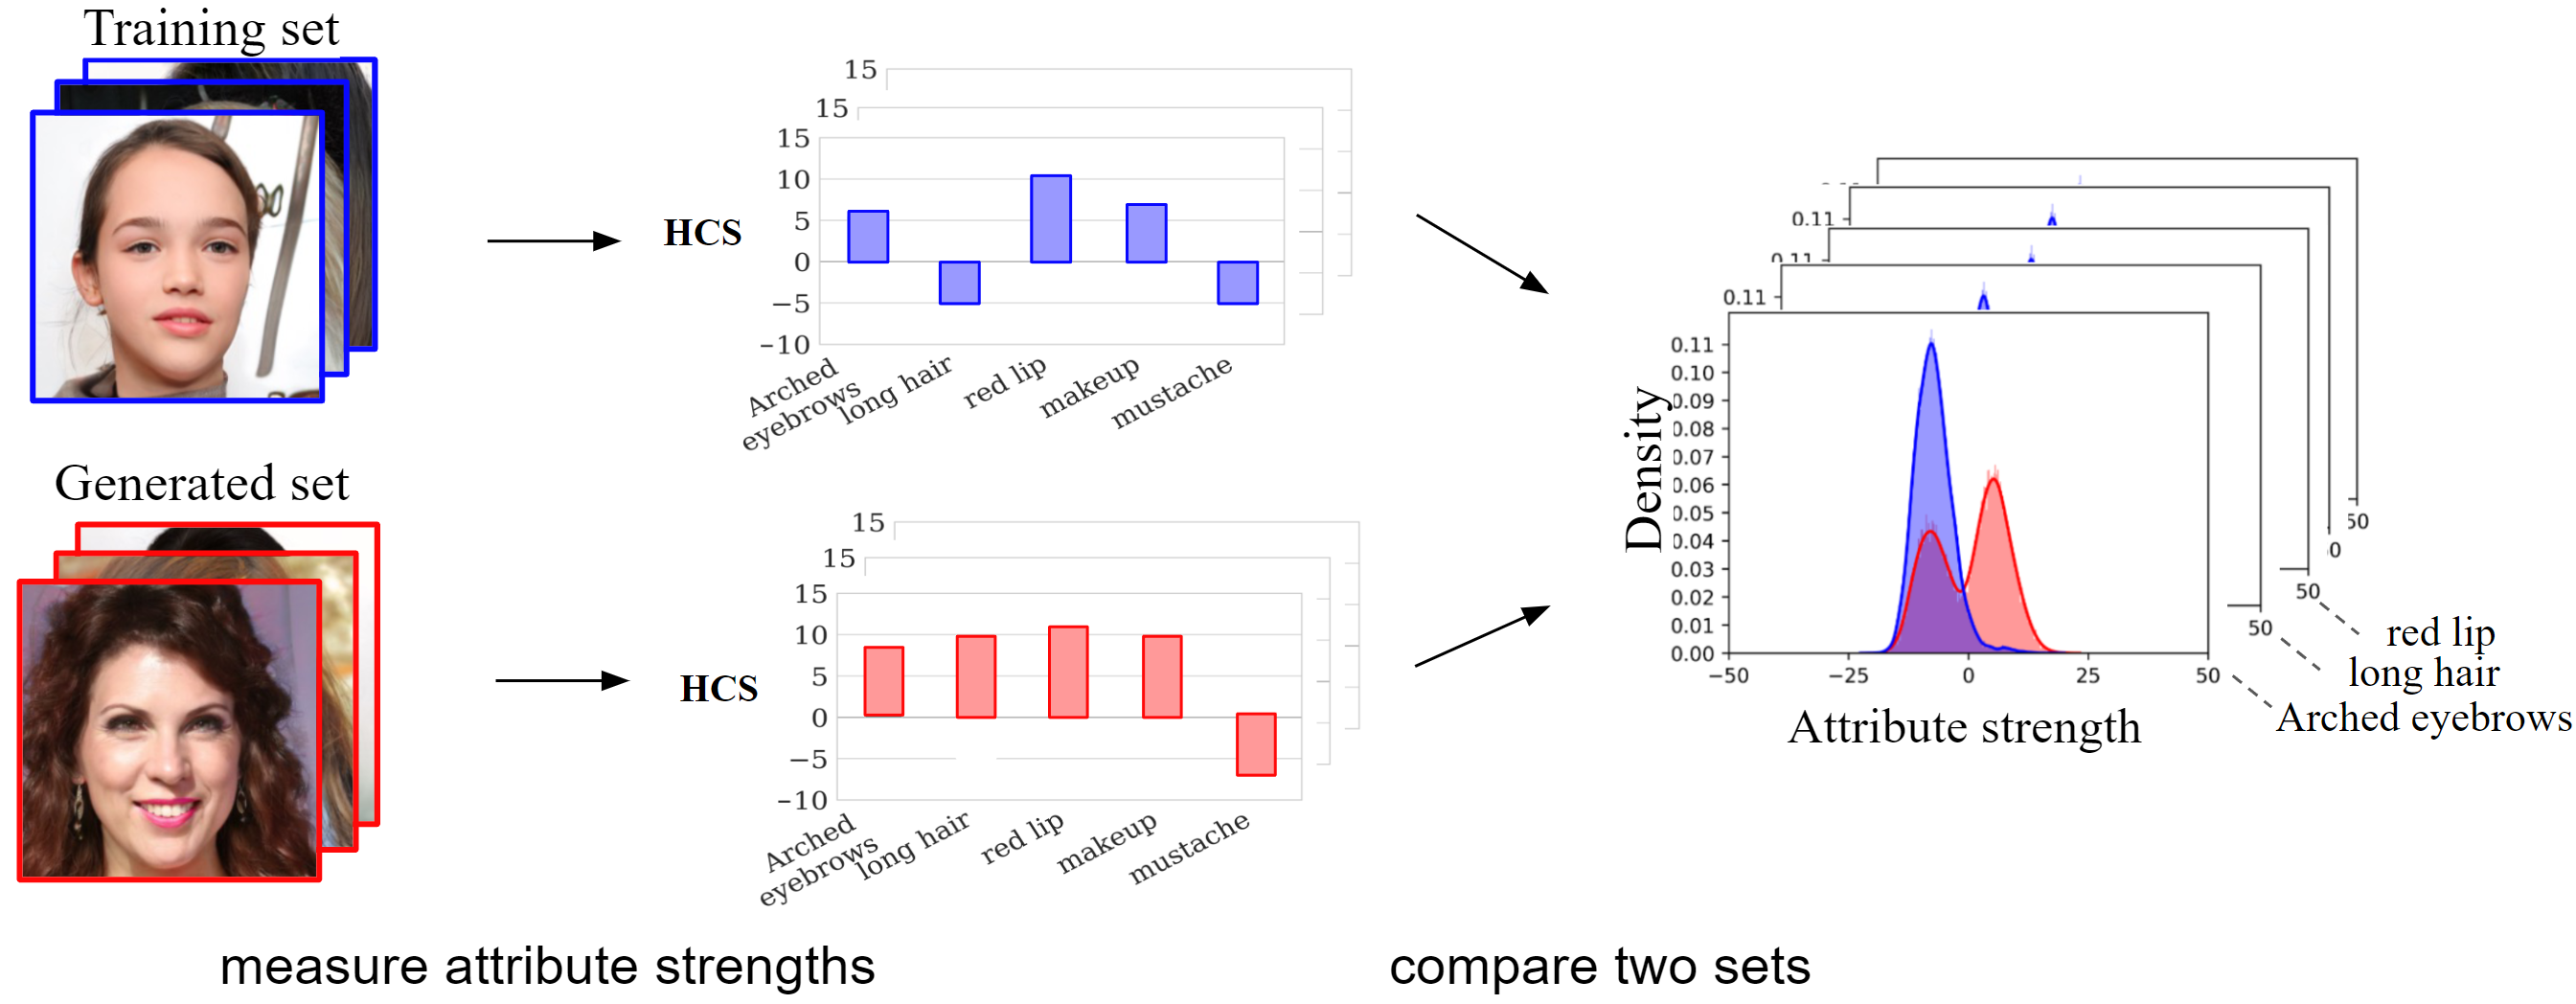 Training set
15
15
15
10
5
0
−5
−10
HCS
Arched
eyebrows
long hair
red lip
makeup
mustache
Generated set
15
15
15
10
5
0
−5
−10
HCS
Arched
eyebrows
long hair
red lip
makeup
mustache
0.11
0.11
0.11
0.11
0.10
0.09
0.08
0.07
0.06
0.05
0.04
0.03
0.02
0.01
0.00
Density
−50
−25
0
25
50
50
50
0
50
Attribute strength
red lip
long hair
Arched eyebrows
measure attribute strengths
compare two sets